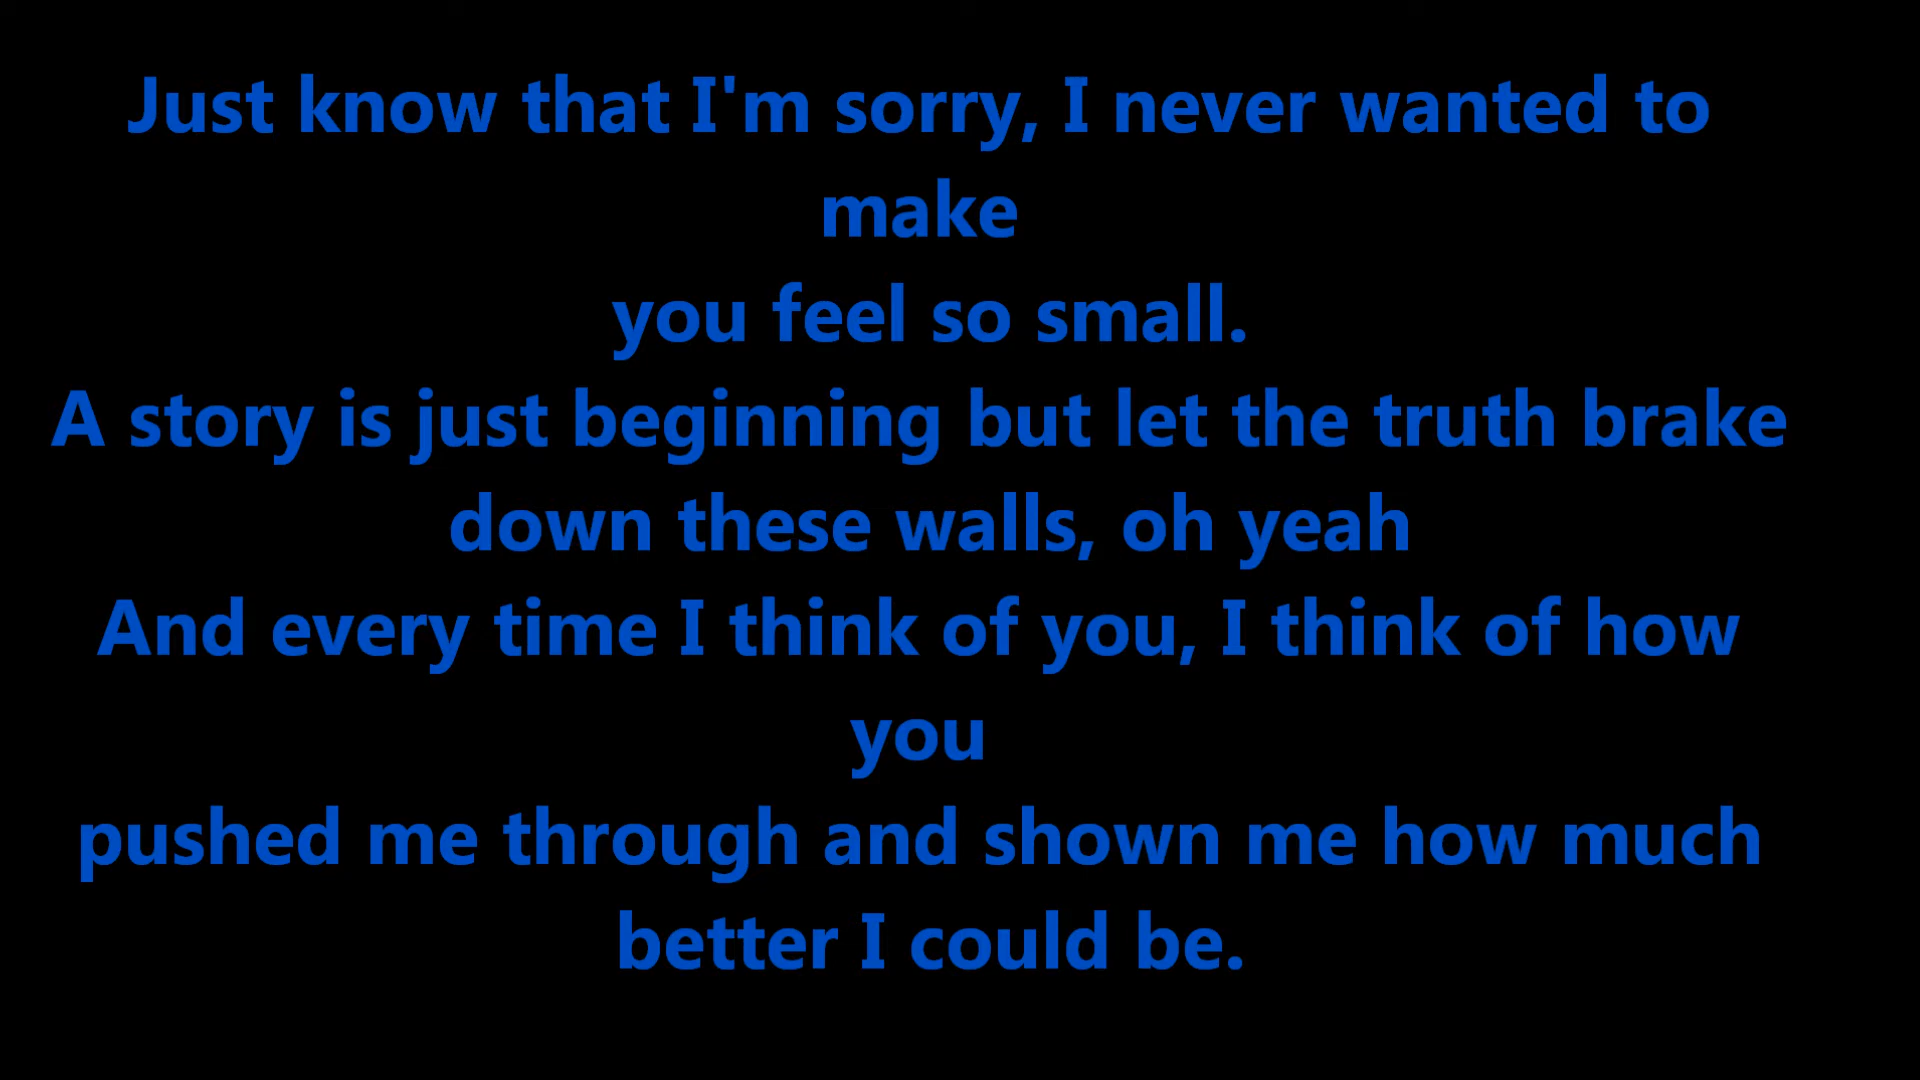 Just know that I'm sorry, I never wanted to
make
you feel so small.
A story is just beginning but let the truth brake
down these walls, oh yeah
And every time I think of you, I think of how
you
pushed me through and shown me how much
better I could be.